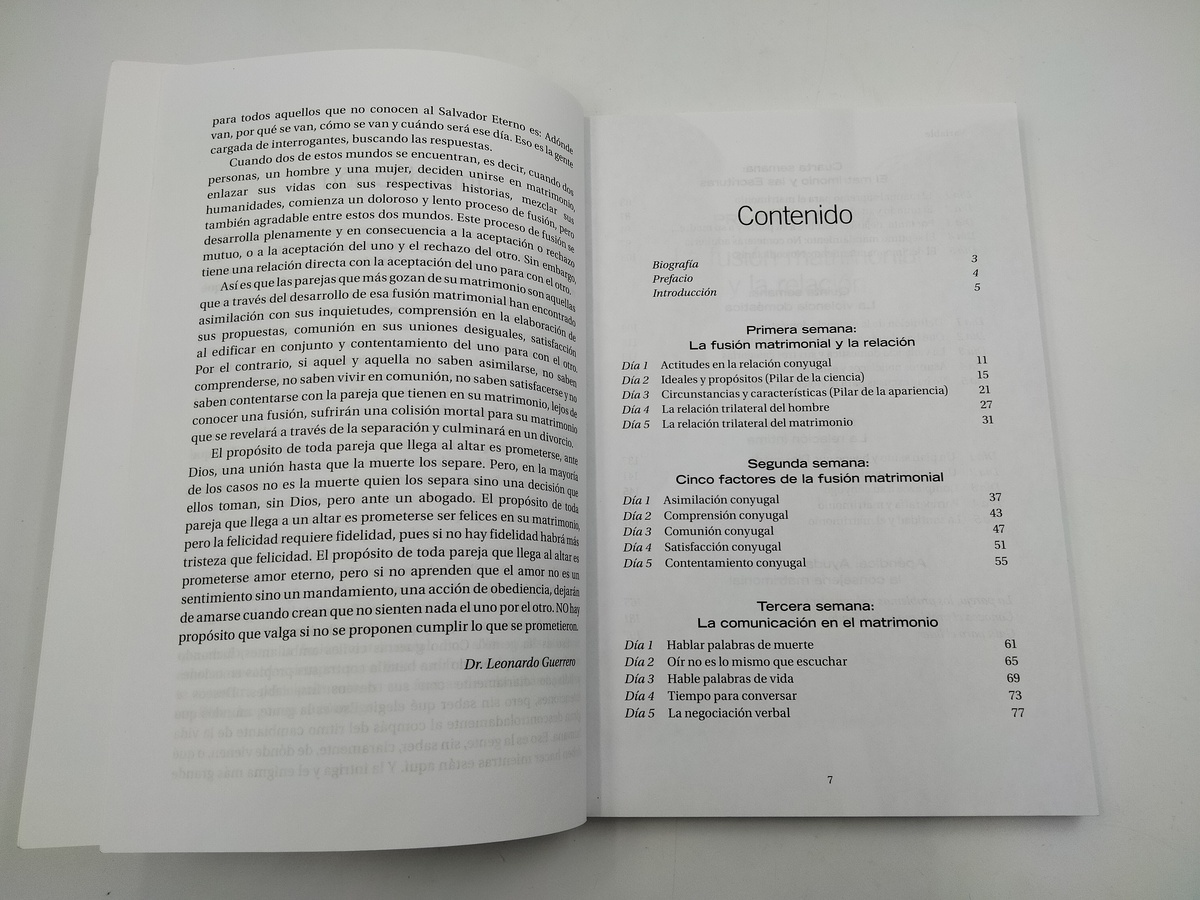 para todos aquellos que no conocen al Salvador Eterno es: Adónde
van, por qué se van, cómo se van y cuándo será ese día. Eso es la gente
cargada de interrogantes, buscando las respuestas.
Cuando dos de estos mundos se encuentran, es decir, cuando dos
personas, un hombre y una mujer, deciden unirse en matrimonio,
enlazar sus vidas con sus respectivas historias, mezclar sus
humanidades, comienza un doloroso y lento proceso de fusión, pero
también agradable entre estos dos mundos. Este proceso de fusión se
desarrolla plenamente y en consecuencia a la aceptación o rechazo
mutuo, o a la aceptación del uno y el rechazo del otro. Sin embargo,
tiene una relación directa con la aceptación del uno para con el otro.
Así es que las parejas que más gozan de su matrimonio son aquellas
que a través del desarrollo de esa fusión matrimonial han encontrado
asimilación con sus inquietudes, comprensión en la elaboración de
sus propuestas, comunión en sus uniones desiguales, satisfacción
al edificar en conjunto y contentamiento del uno para con el otro.
Por el contrario, si aquel y aquella no saben asimilarse, no saben
comprenderse, no saben vivir en comunión, no saben satisfacerse y no
saben contentarse con la pareja que tienen en su matrimonio, lejos de
conocer una fusión, sufrirán una colisión mortal para su matrimonio
que se revelará a través de la separación y culminará en un divorcio.
El propósito de toda pareja que llega al altar es prometerse, ante
Dios, una unión hasta que la muerte los separe. Pero, en la mayoría
de los casos no es la muerte quien los separa sino una decisión que
ellos toman, sin Dios, pero ante un abogado. El propósito de toda
pareja que llega a un altar es prometerse ser felices en su matrimonio,
pero la felicidad requiere fidelidad, pues si no hay fidelidad habrá más
tristeza que felicidad. El propósito de toda pareja que llega al altar es
prometerse amor eterno, pero si no aprenden que el amor no es un
sentimiento sino un mandamiento, una acción de obediencia, dejarán
de amarse cuando crean que no sienten nada el uno por el otro. NO hay
propósito que valga si no se proponen cumplir lo que se prometieron.
Dr. Leonardo Guerrero
Contenido
Biografía 3
Prefacio 4
Introducción 5
Primera semana:
La fusión matrimonial y la relación
Día 1 Actitudes en la relación conyugal 11
Día 2 Ideales y propósitos (Pilar de la ciencia) 15
Día 3 Circunstancias y características (Pilar de la apariencia) 21
Día 4 La relación trilateral del hombre 27
Día 5 La relación trilateral del matrimonio 31
Segunda semana:
Cinco factores de la fusión matrimonial
Día 1 Asimilación conyugal 37
Día 2 Comprensión conyugal 43
Día 3 Comunión conyugal 47
Día 4 Satisfacción conyugal 51
Día 5 Contentamiento conyugal 55
Tercera semana:
La comunicación en el matrimonio
Día 1 Hablar palabras de muerte 61
Día 2 Oír no es lo mismo que escuchar 65
Día 3 Hable palabras de vida 69
Día 4 Tiempo para conversar 73
Día 5 La negociación verbal 77
7